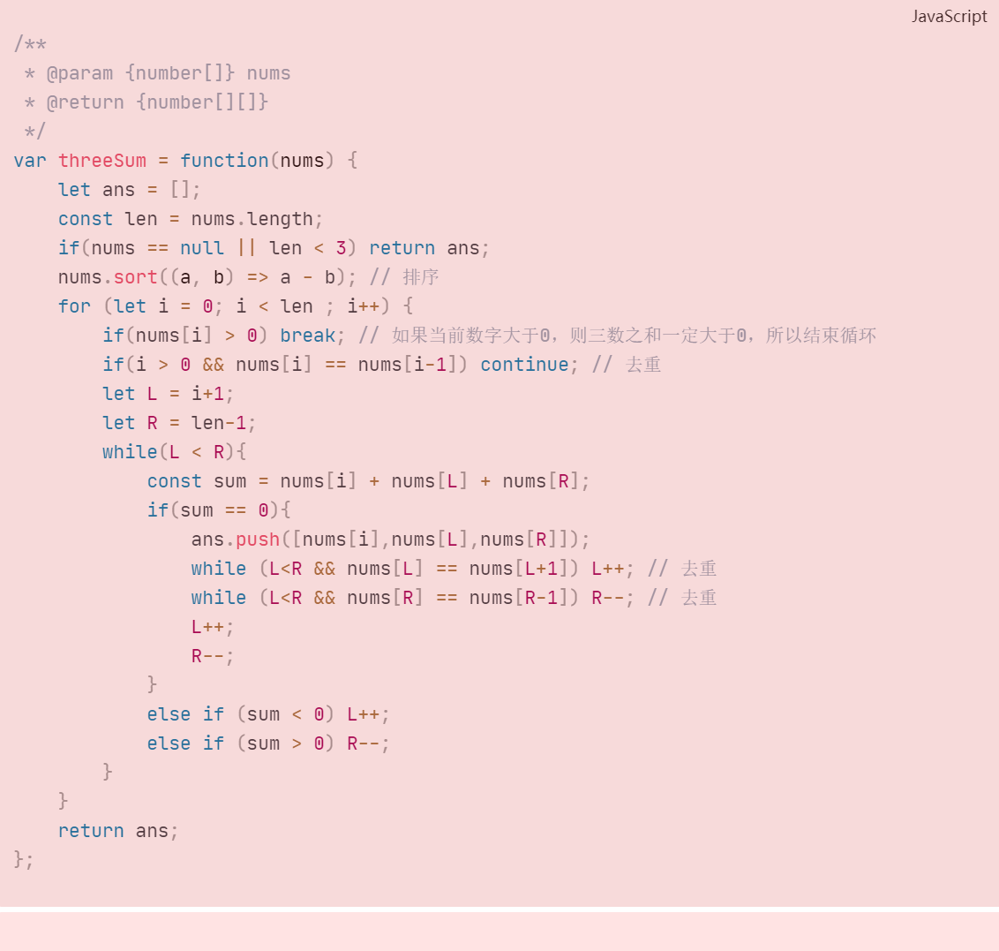 JavaScript
/**
 * @param {number[]} nums
 * @return {number[][]}
 */
var threeSum = function(nums) {
    let ans = [];
    const len = nums.length;
    if(nums == null || len < 3) return ans;
    nums.sort((a, b) => a - b); // 排序
    for (let i = 0; i < len ; i++) {
        if(nums[i] > 0) break; // 如果当前数字大于0，则三数之和一定大于0，所以结束循环
        if(i > 0 && nums[i] == nums[i-1]) continue; // 去重
        let L = i+1;
        let R = len-1;
        while(L < R){
            const sum = nums[i] + nums[L] + nums[R];
            if(sum == 0){
                ans.push([nums[i],nums[L],nums[R]]);
                while (L<R && nums[L] == nums[L+1]) L++; // 去重
                while (L<R && nums[R] == nums[R-1]) R--; // 去重
                L++;
                R--;
            }
            else if (sum < 0) L++;
            else if (sum > 0) R--;
        }
    }
    return ans;
};